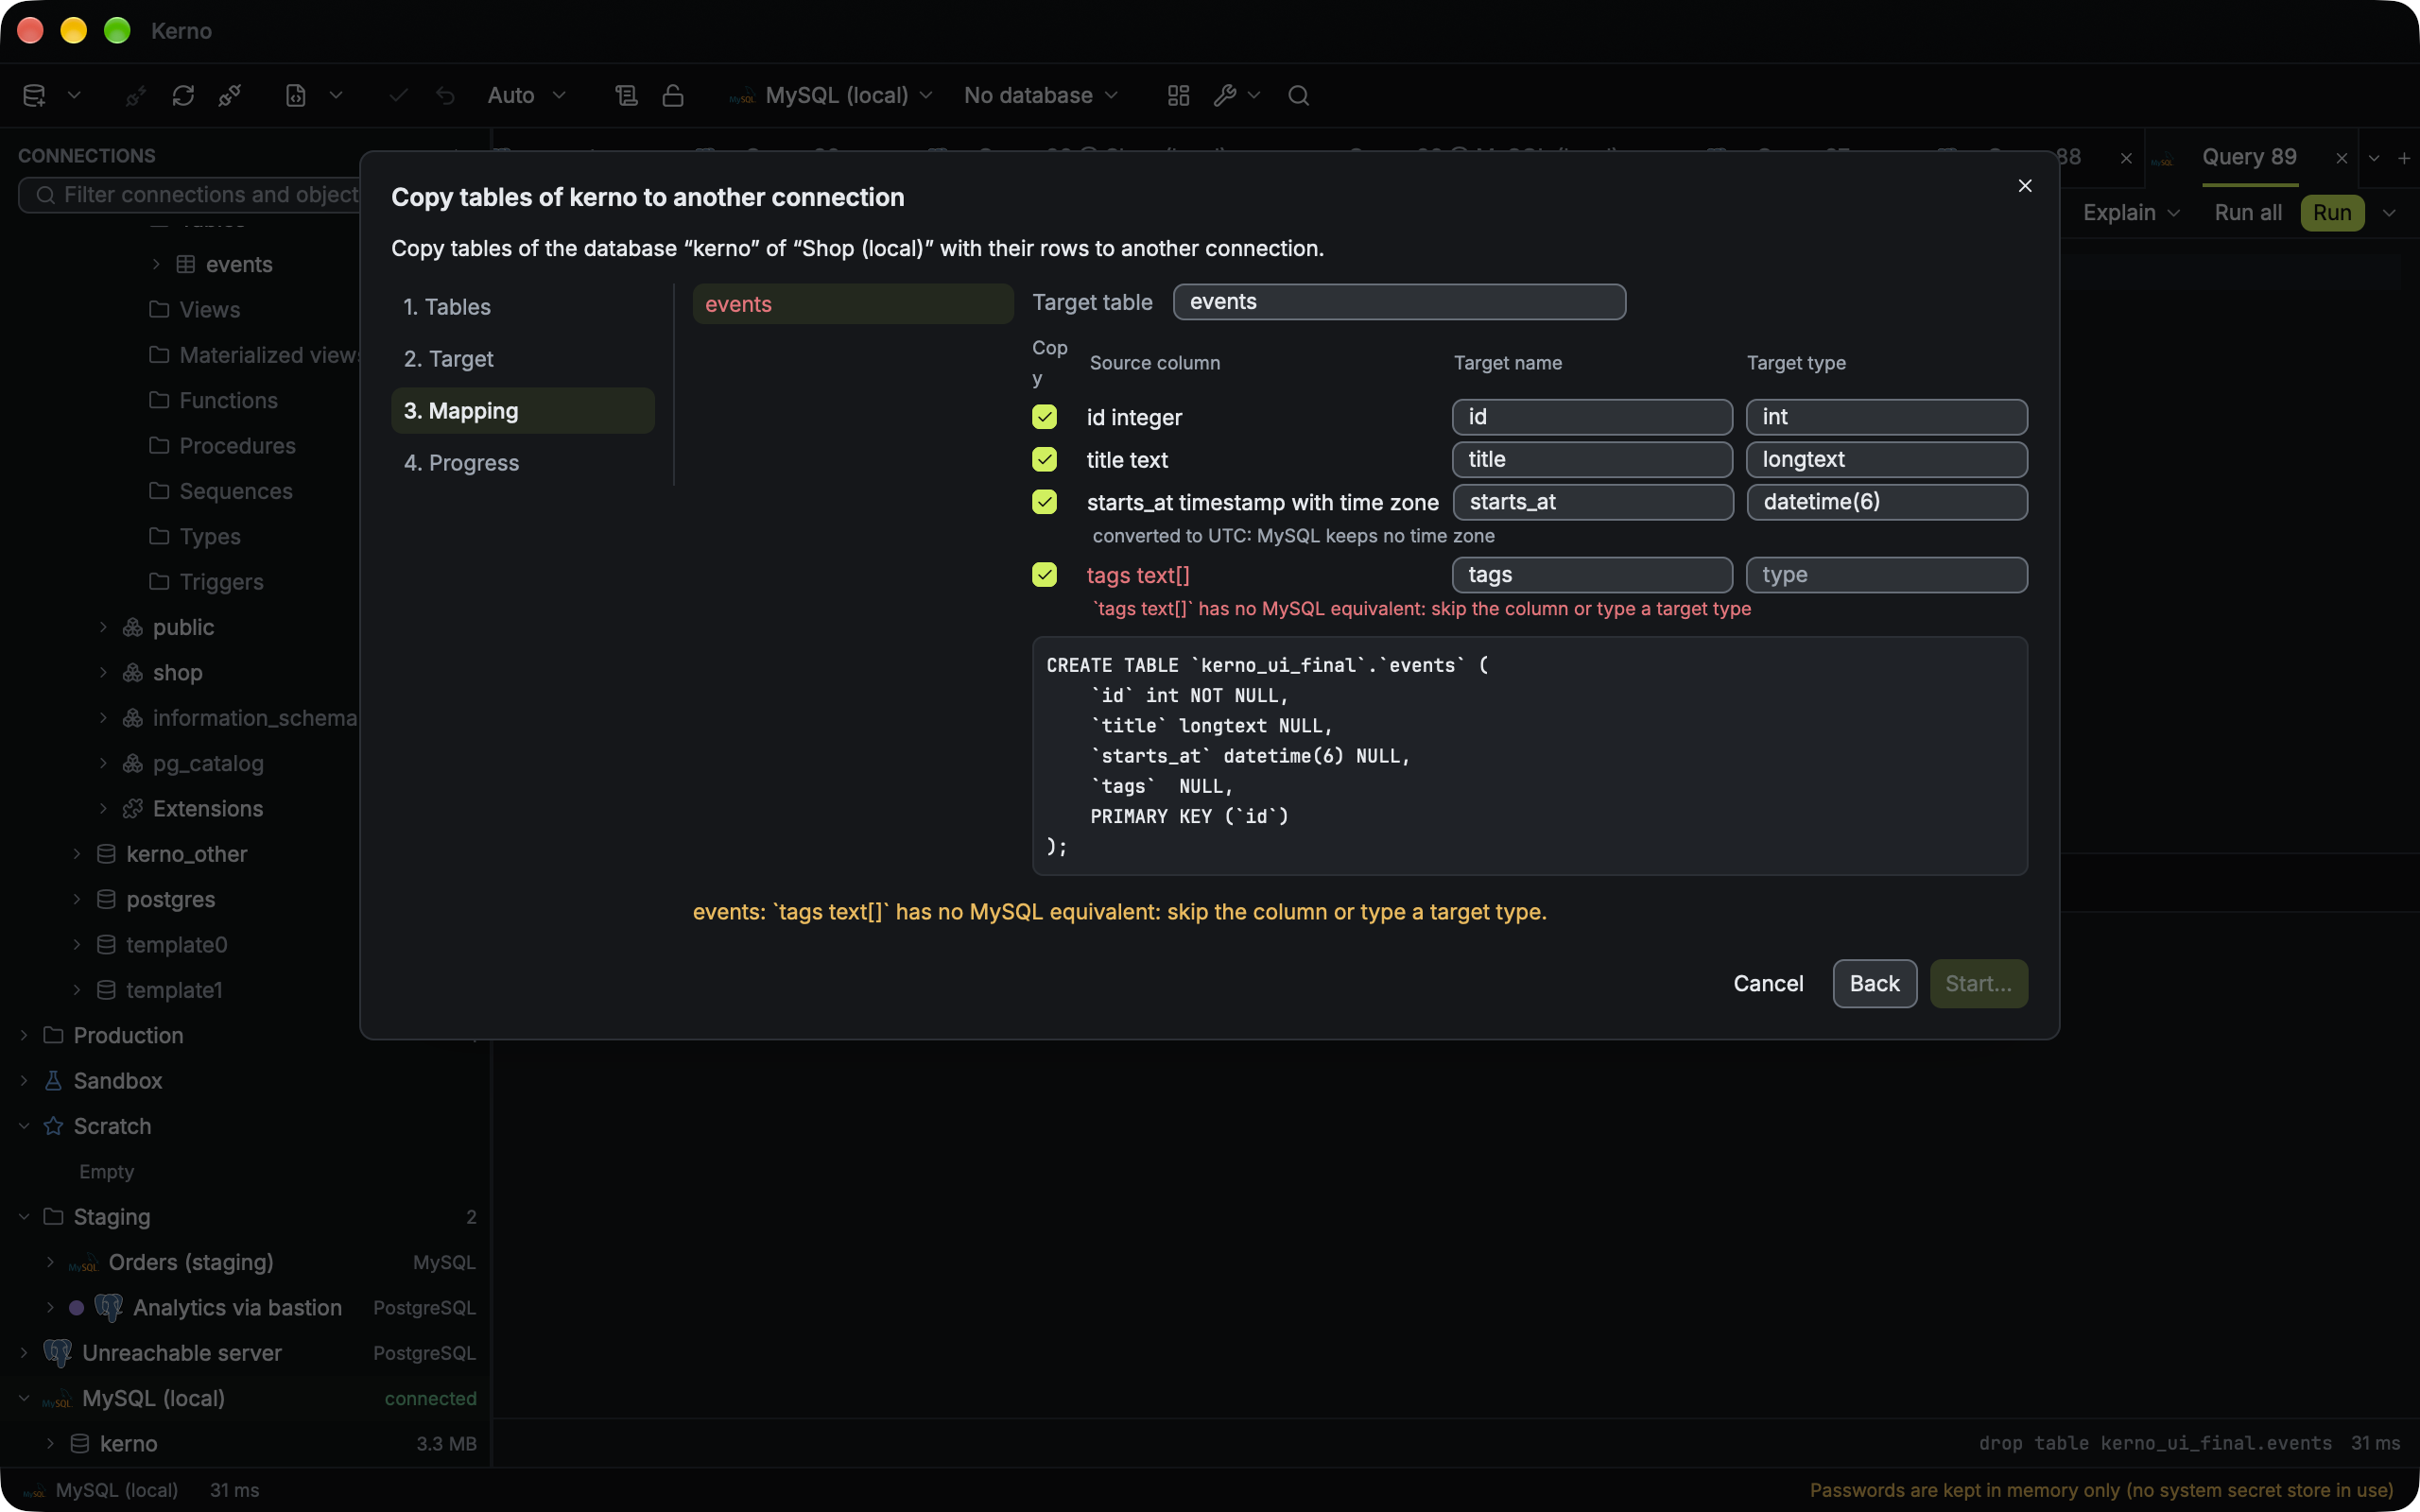 Kerno
Auto
MySQL (local)
No database
CONNECTIONS
Filter connections and object
88
Query 89
Explain
Run all
Run
events
Views
Materialized views
Functions
Procedures
Sequences
Types
Triggers
public
shop
information_schema
pg_catalog
Extensions
kerno_other
postgres
template0
template1
Production
Sandbox
Scratch
Empty
Staging 2
Orders (staging) MySQL
Analytics via bastion PostgreSQL
Unreachable server PostgreSQL
MySQL (local) connected
kerno 3.3 MB
Copy tables of kerno to another connection
Copy tables of the database “kerno” of “Shop (local)” with their rows to another connection.
1. Tables
2. Target
3. Mapping
4. Progress
events
Target table events
Cop
y
Source column Target name Target type
id integer id int
title text title longtext
starts_at timestamp with time zone starts_at datetime(6)
converted to UTC: MySQL keeps no time zone
tags text[] tags type
`tags text[]` has no MySQL equivalent: skip the column or type a target type
CREATE TABLE `kerno_ui_final`.`events` (
`id` int NOT NULL,
`title` longtext NULL,
`starts_at` datetime(6) NULL,
`tags`  NULL,
PRIMARY KEY (`id`)
);
events: `tags text[]` has no MySQL equivalent: skip the column or type a target type.
Cancel
Back
Start...
drop table kerno_ui_final.events 31 ms
MySQL (local) 31 ms
Passwords are kept in memory only (no system secret store in use)